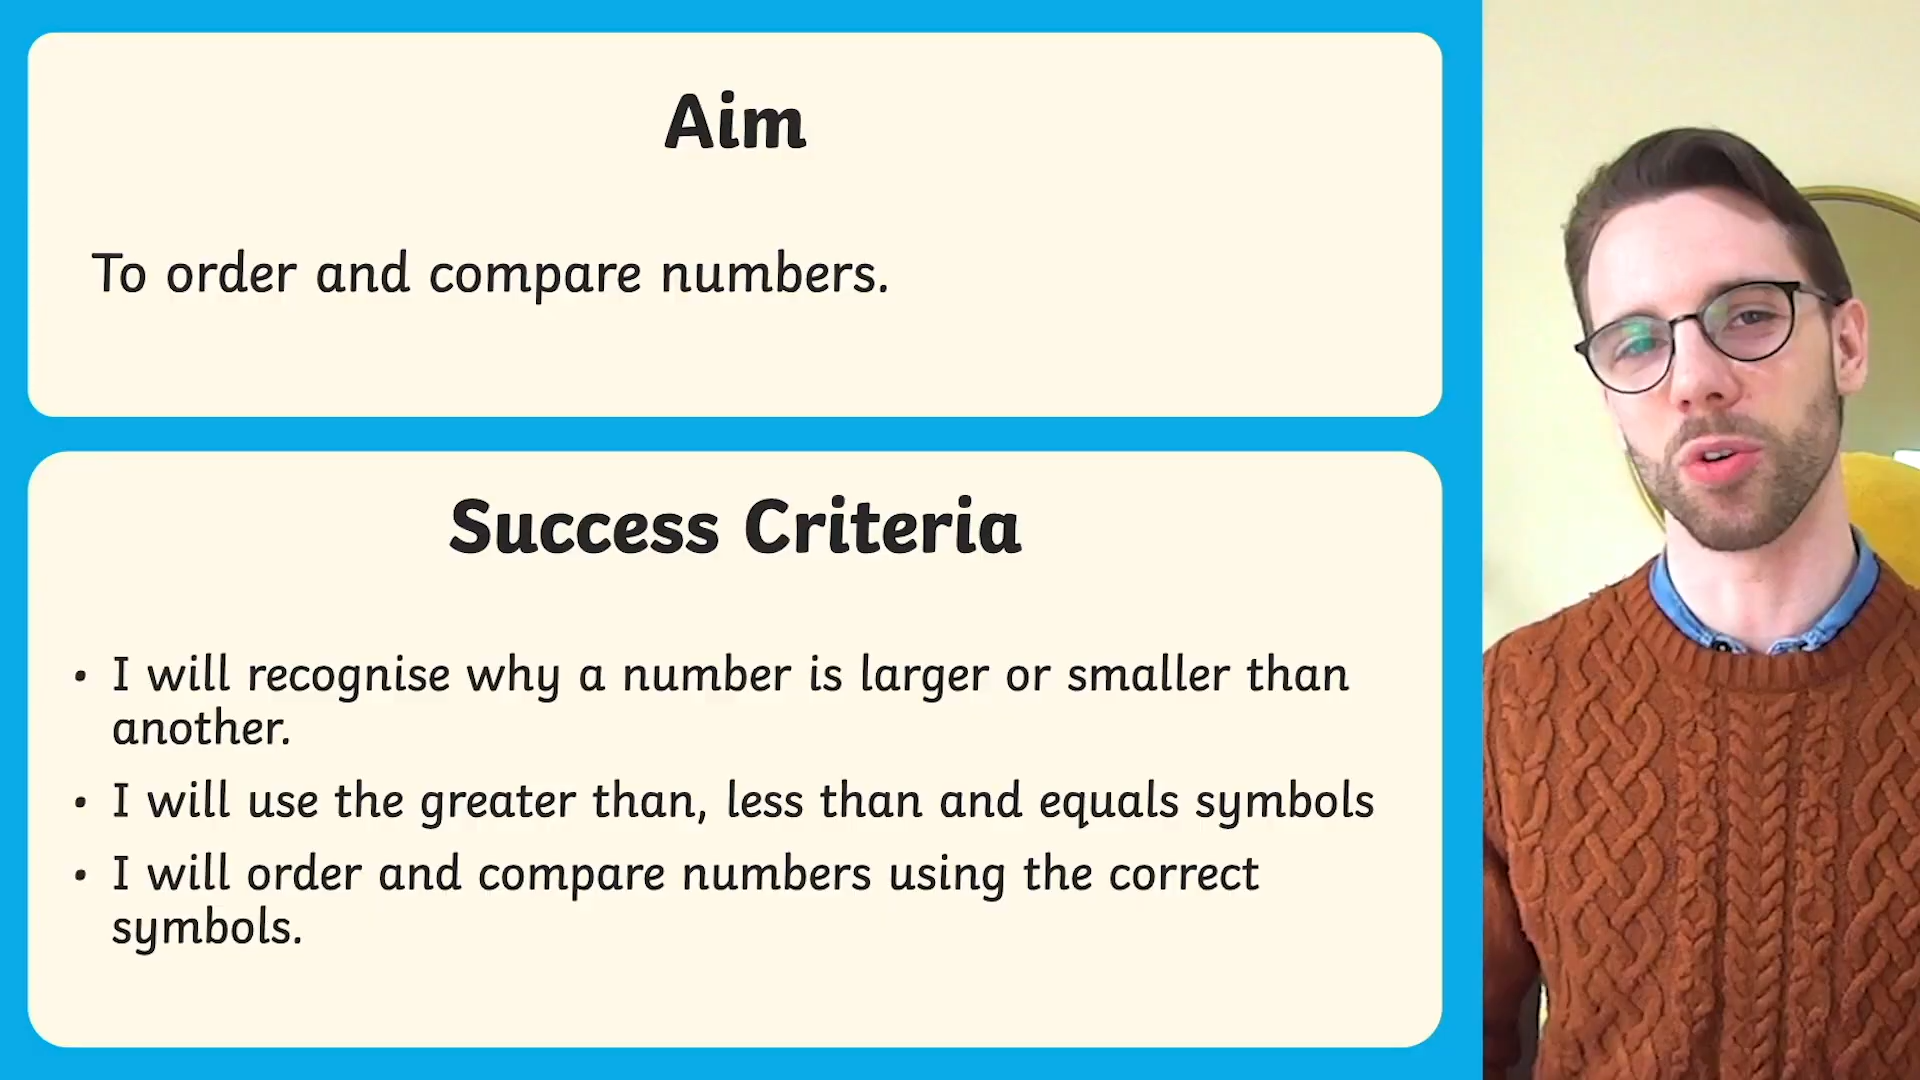 Aim
To order and compare numbers.
Success Criteria
• I will recognise why a number is larger or smaller than
another.
• I will use the greater than, less than and equals symbols
• I will order and compare numbers using the correct
symbols.